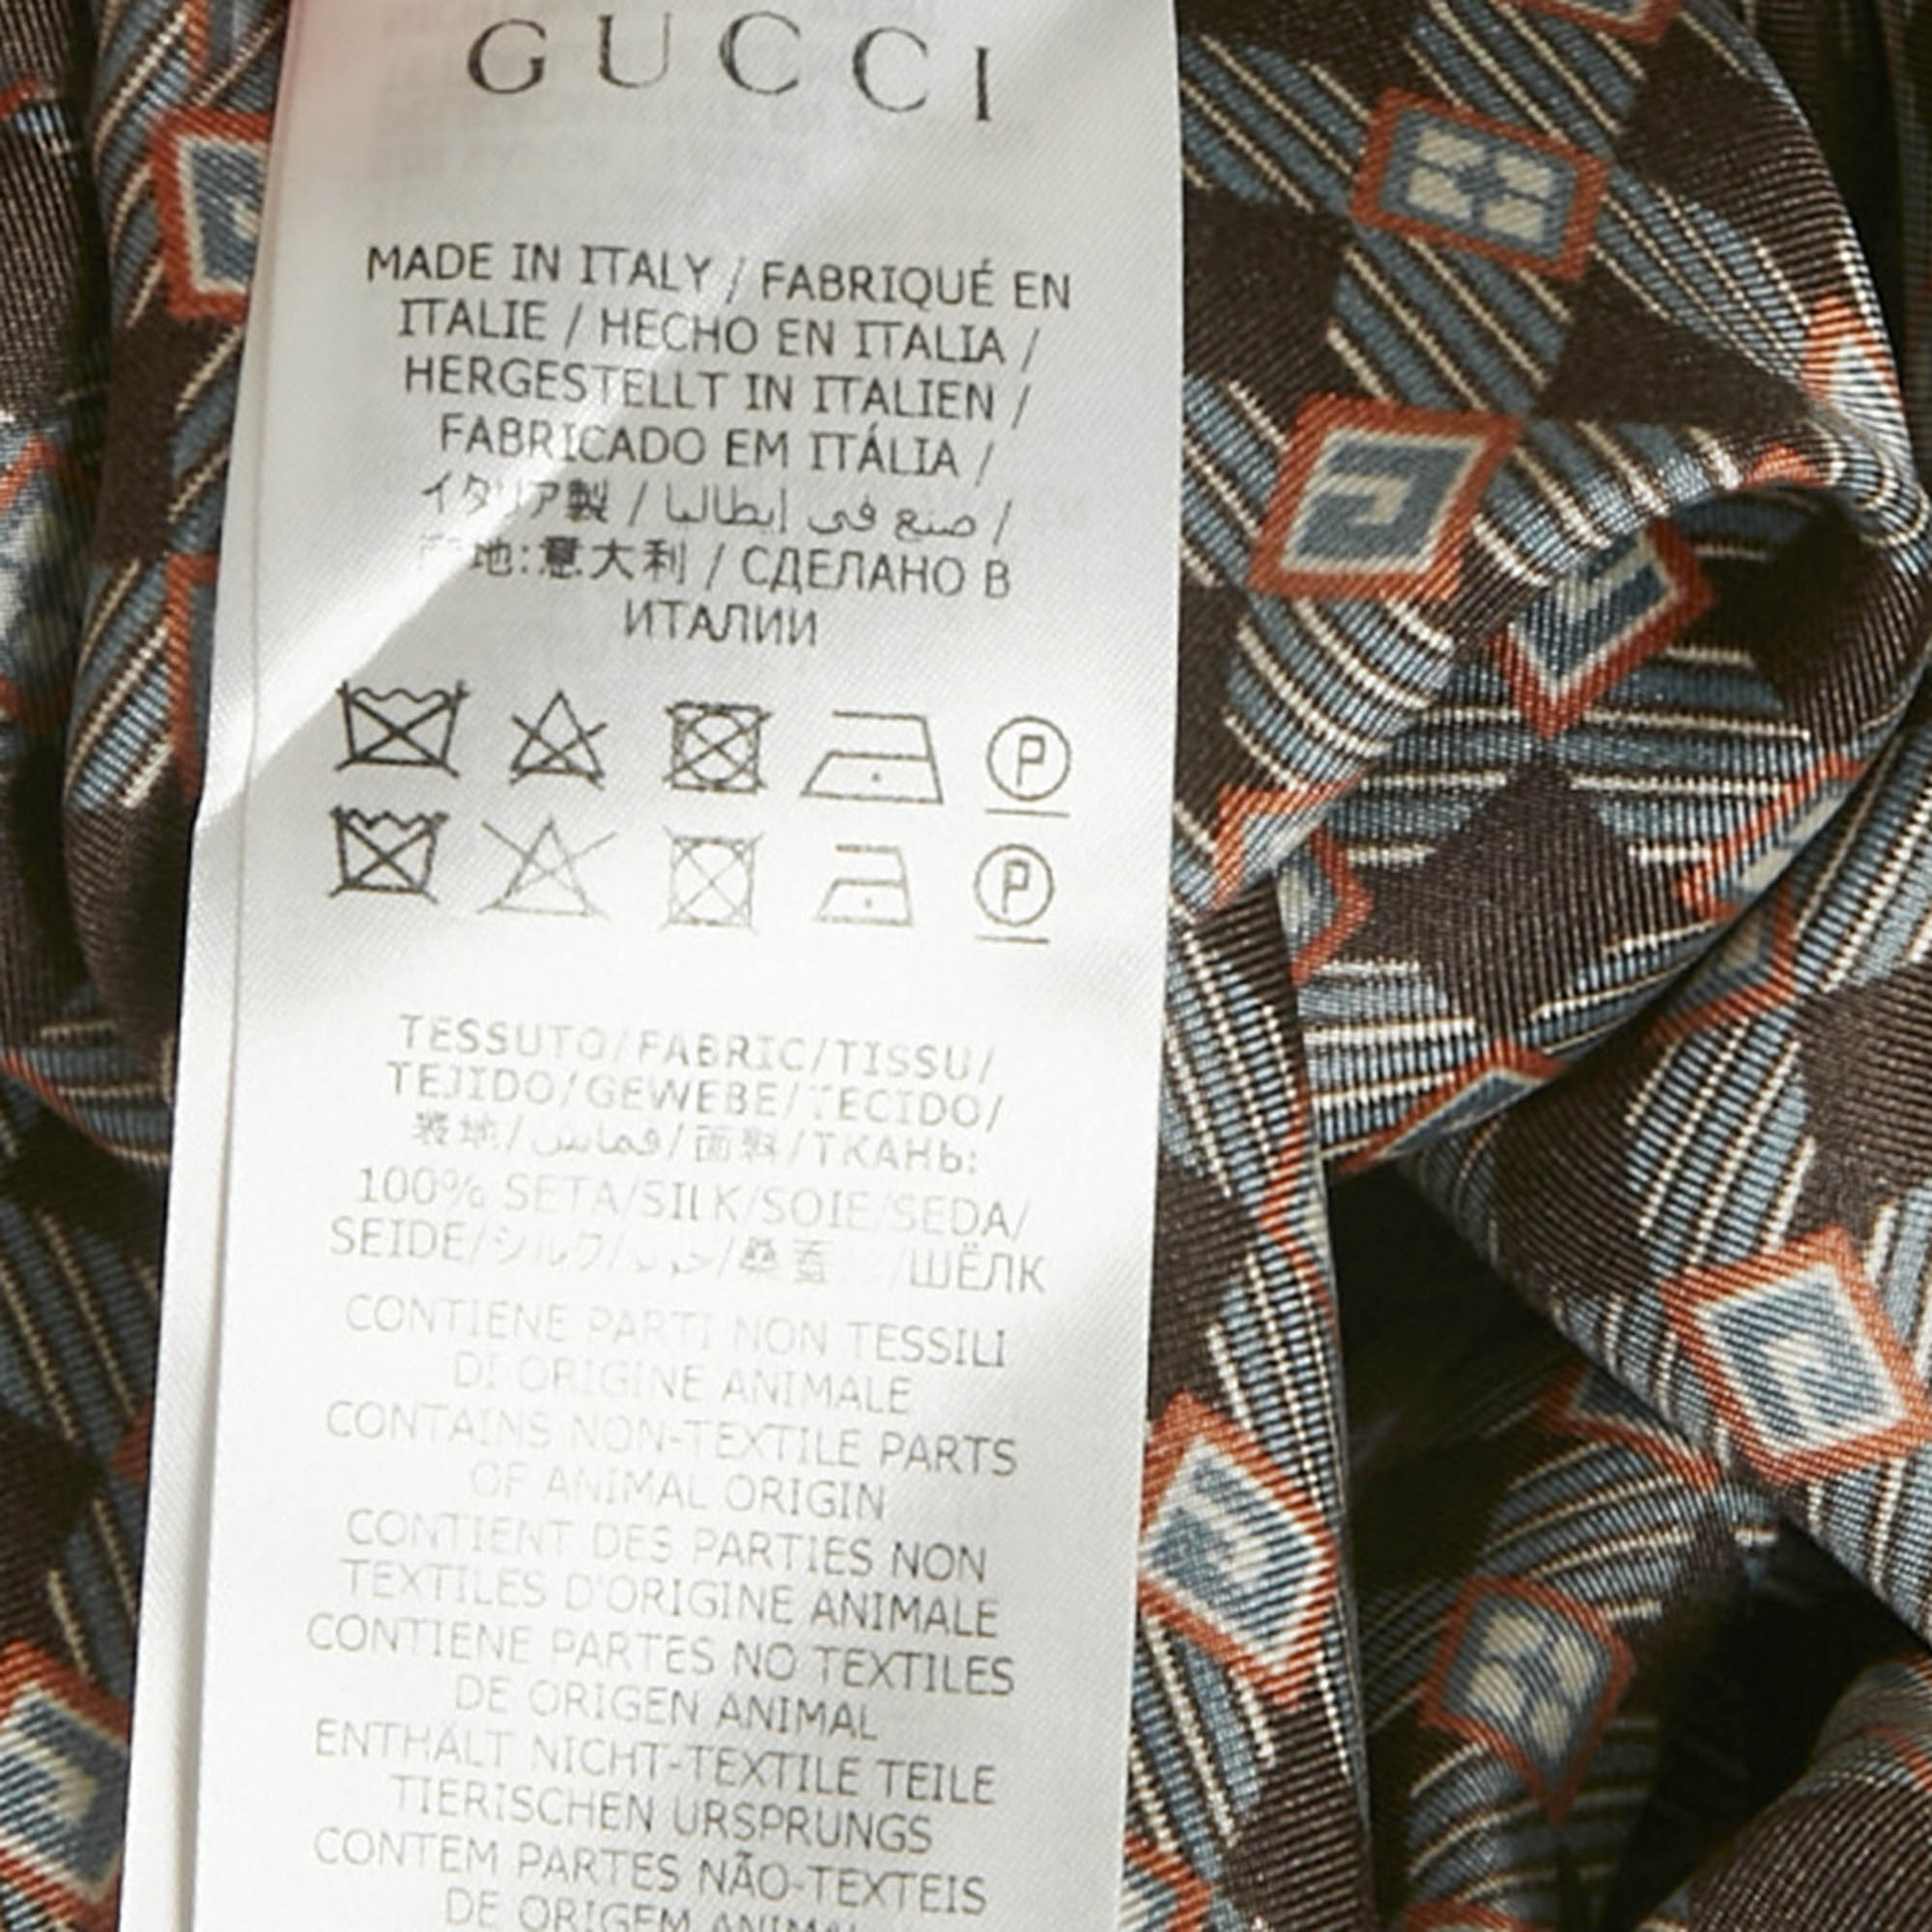 GUCCI
MADE IN ITALY / FABRIQUÉ EN
ITALIE / HECHO EN ITALIA /
HERGESTELLT IN ITALIEN /
FABRICADO EM ITÁLIA /
イタリア製 / صنع في إيطاليا /
地:意大利 / СДЕЛАНО В
ИТАЛИИ
P
P
TESSUTO/FABRIC/TISSU/
TEJIDO/GEWEBE/TECIDO/
قماش/面料/ТКАНЬ:
100% SETA/SILK/SOIE/SEDA/
SEIDE/シルク/桑蚕/ШЁЛК
CONTIENE PARTI NON TESSILI
DI ORIGINE ANIMALE
CONTAINS NON-TEXTILE PARTS
OF ANIMAL ORIGIN
CONTIENT DES PARTIES NON
TEXTILES D'ORIGINE ANIMALE
CONTIENE PARTES NO TEXTILES
DE ORIGEN ANIMAL
ENTHÄLT NICHT-TEXTILE TEILE
TIERISCHEN URSPRUNGS
CONTEM PARTES NÃO-TEXTEIS
DE ORIGEM ANIMAL